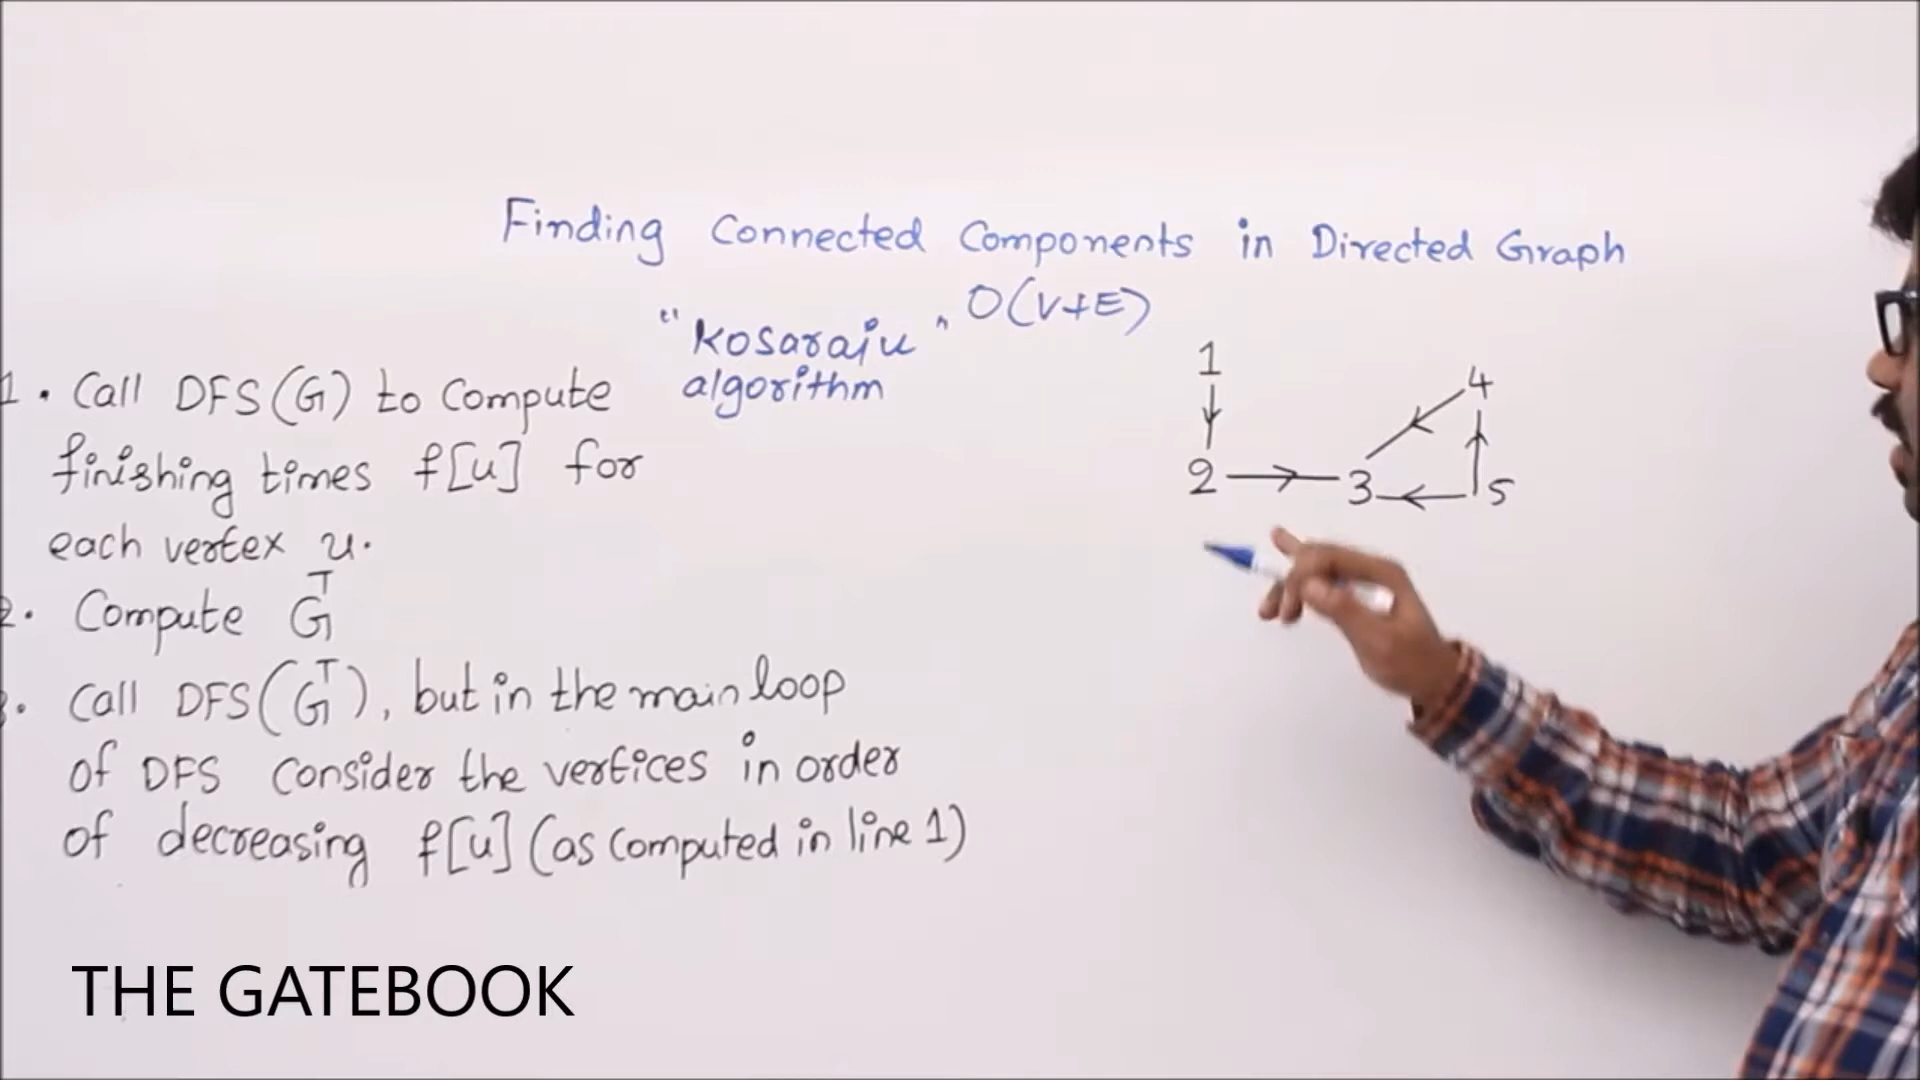 Finding Connected Components in Directed Graph
"Kosaraju" O(V+E)
algorithm
1. Call DFS(G) to compute
finishing times f[u] for
each vertex u.
2. Compute G^T
3. Call DFS(G^T), but in the main loop
of DFS consider the vertices in order
of decreasing f[u] (as computed in line 1)
1
4
2
3
5
THE GATEBOOK